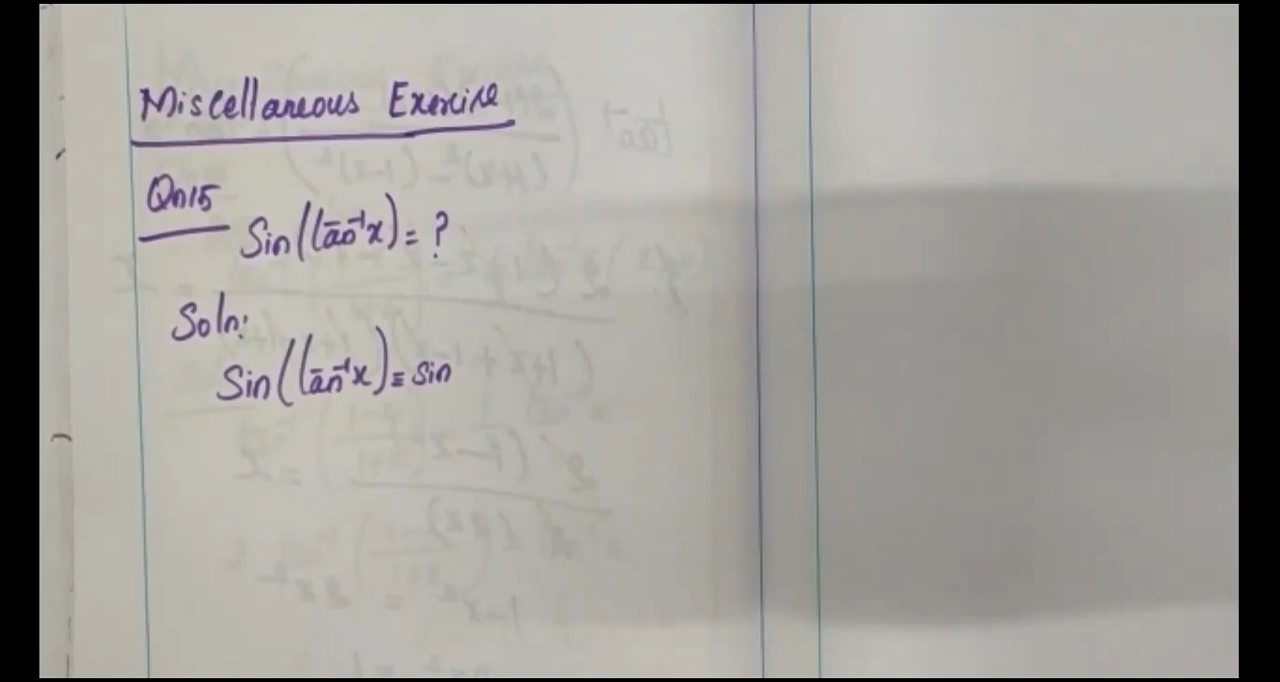 Miscellaneous Exercise
Qn15
Sin(tan⁻¹x) = ?
Soln:
Sin(tan⁻¹x) = Sin